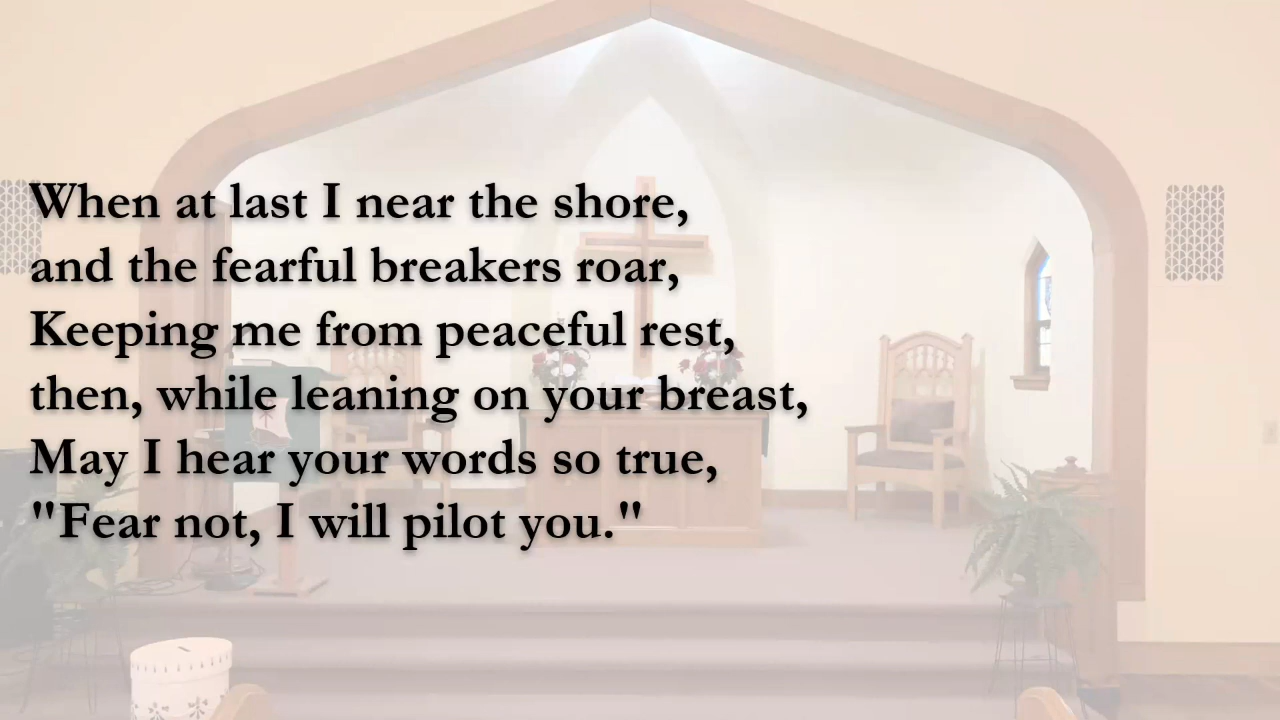 When at last I near the shore,
and the fearful breakers roar,
Keeping me from peaceful rest,
then, while leaning on your breast,
May I hear your words so true,
"Fear not, I will pilot you."